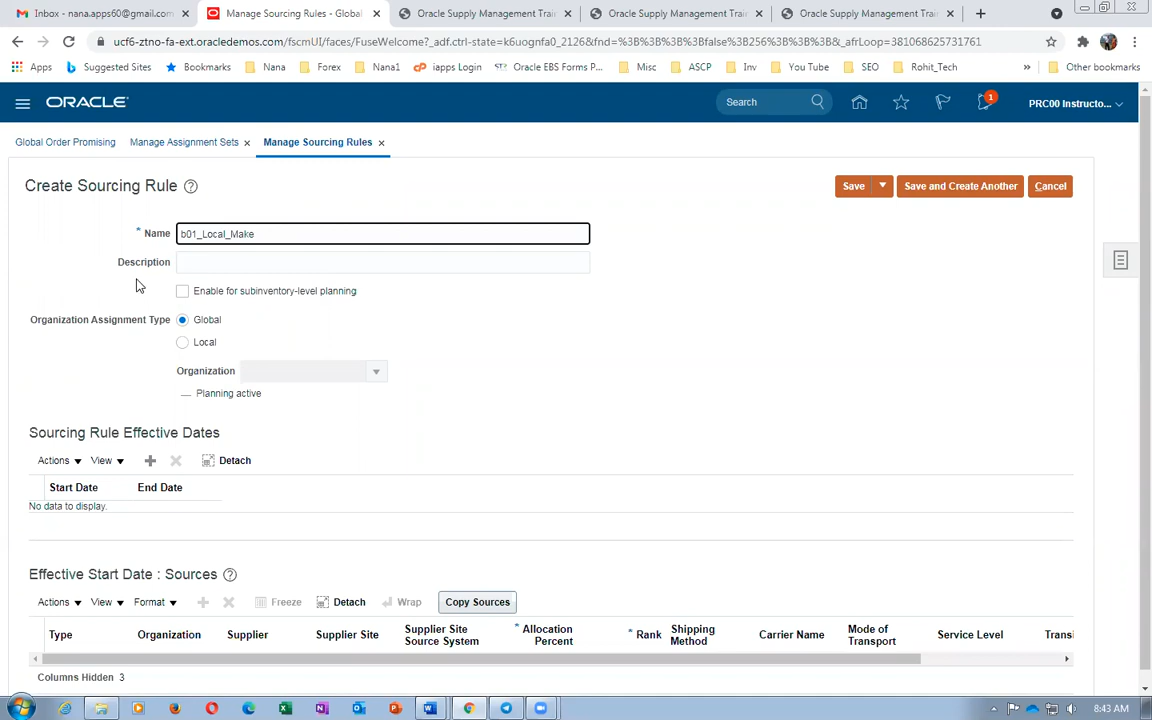 Inbox - nana.apps60@gmail.com
Manage Sourcing Rules - Global
Oracle Supply Management Trai
Oracle Supply Management Trai
Oracle Supply Management Trai
ucf6-ztno-fa-ext.oracledemos.com/fscmUI/faces/FuseWelcome?_adf.ctrl-state=k6uognfa0_2126&fnd=%3B%3B%3B%3Bfalse%3B256%3B%3B%3B&_afrLoop=381068625731761
Apps Suggested Sites Bookmarks Nana Forex Nana1 iapps Login Oracle EBS Forms P... Misc ASCP Inv You Tube SEO Rohit_Tech » Other bookmarks
ORACLE Search 1 PRC00 Instructo...
Global Order Promising Manage Assignment Sets × Manage Sourcing Rules ×
Create Sourcing Rule ? Save Save and Create Another Cancel
* Name b01_Local_Make
Description
Enable for subinventory-level planning
Organization Assignment Type Global
Local
Organization
Planning active
Sourcing Rule Effective Dates
Actions View Detach
Start Date End Date
No data to display.
Effective Start Date : Sources ?
Actions View Format Freeze Detach Wrap Copy Sources
Type Organization Supplier Supplier Site Supplier Site Source System * Allocation Percent * Rank Shipping Method Carrier Name Mode of Transport Service Level Transi
Columns Hidden 3
8:43 AM